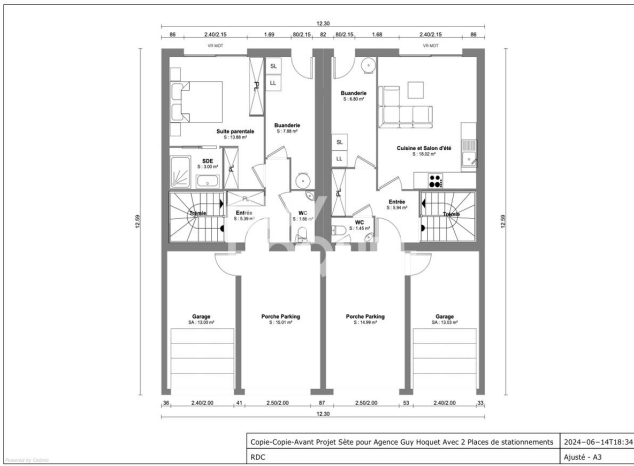 12.30
86 2.40/2.15 1.69 80/2.15 82 80/2.15 1.68 2.40/2.15 86
VR MOT VR MOT
SL
LL
PL
Buanderie
S : 7.88 m²
Suite parentale
S : 13.88 m²
SDE
S : 3.00 m²
PL
PL
Trémie
Entrée
S : 5.39 m²
WC
Buanderie
S : 6.80 m²
SL
LL
PL
Cuisine et Salon d'été
S : 18.02 m²
Entrée
S : 5.94 m²
WC
S : 1.45 m²
Trémie
12.59
12.59
Garage
SA : 13.00 m²
Porche Parking
S : 15.01 m²
Porche Parking
S : 14.99 m²
Garage
SA : 13.03 m²
36 2.40/2.00 41 2.50/2.00 87 2.50/2.00 53 2.40/2.00 33
12.30
Copie-Copie-Avant Projet Sète pour Agence Guy Hoquet Avec 2 Places de stationnements 2024-06-14T18:34
RDC Ajusté - A3